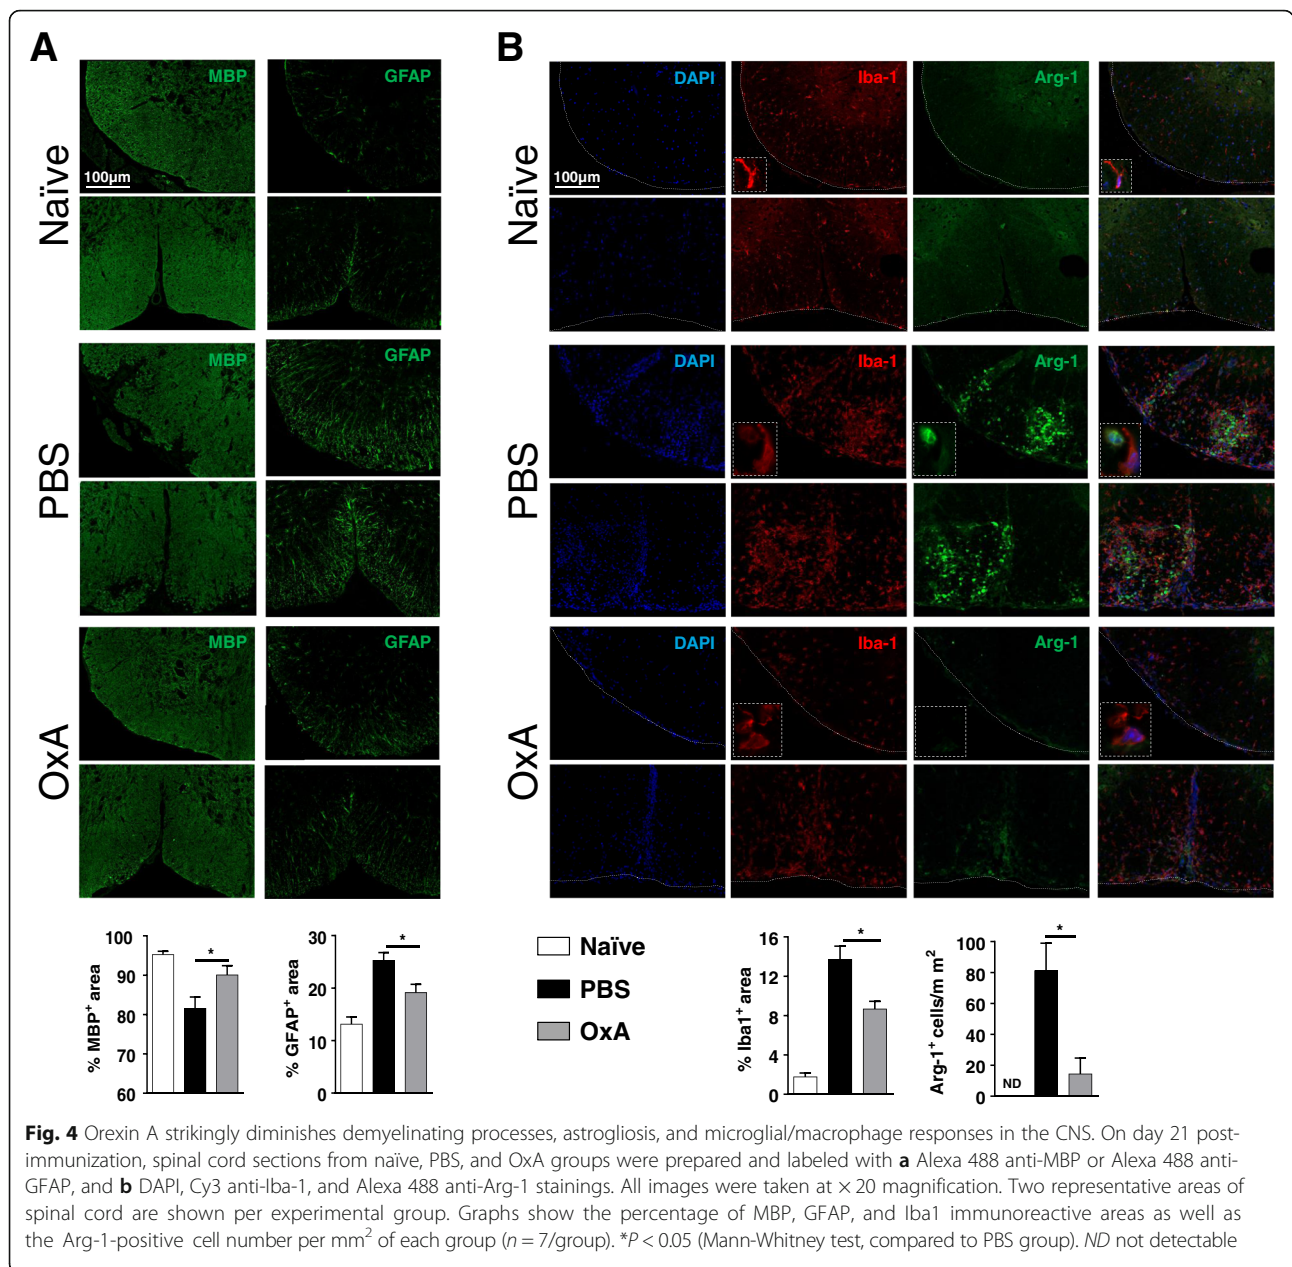 A
B
MBP
GFAP
DAPI
Iba-1
Arg-1
Naïve
100µm
Naïve
100µm
MBP
GFAP
DAPI
Iba-1
Arg-1
PBS
PBS
MBP
GFAP
DAPI
Iba-1
Arg-1
OxA
OxA
% MBP+ area
100
90
80
70
60
*
% GFAP+ area
30
20
10
0
*
Naïve
PBS
OxA
% Iba1+ area
16
12
8
4
0
*
Arg-1+ cells/m m²
100
80
60
40
20
0
ND
*
Fig. 4 Orexin A strikingly diminishes demyelinating processes, astrogliosis, and microglial/macrophage responses in the CNS. On day 21 post-
immunization, spinal cord sections from naïve, PBS, and OxA groups were prepared and labeled with a Alexa 488 anti-MBP or Alexa 488 anti-
GFAP, and b DAPI, Cy3 anti-Iba-1, and Alexa 488 anti-Arg-1 stainings. All images were taken at × 20 magnification. Two representative areas of
spinal cord are shown per experimental group. Graphs show the percentage of MBP, GFAP, and Iba1 immunoreactive areas as well as
the Arg-1-positive cell number per mm² of each group (n = 7/group). *P < 0.05 (Mann-Whitney test, compared to PBS group). ND not detectable